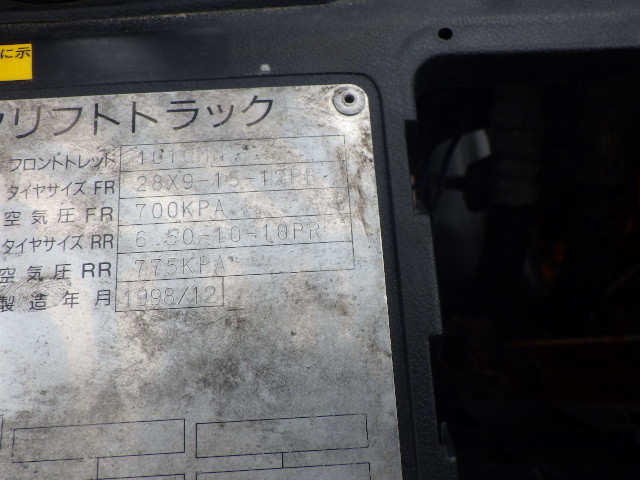 に示
リフトトラック
フロントトレッド 1010MM
タイヤサイズ FR 28X9-15-12PR
空気圧 FR 700KPA
タイヤサイズ RR 6.50-10-10PR
空気圧 RR 775KPA
製造年月 1998/12